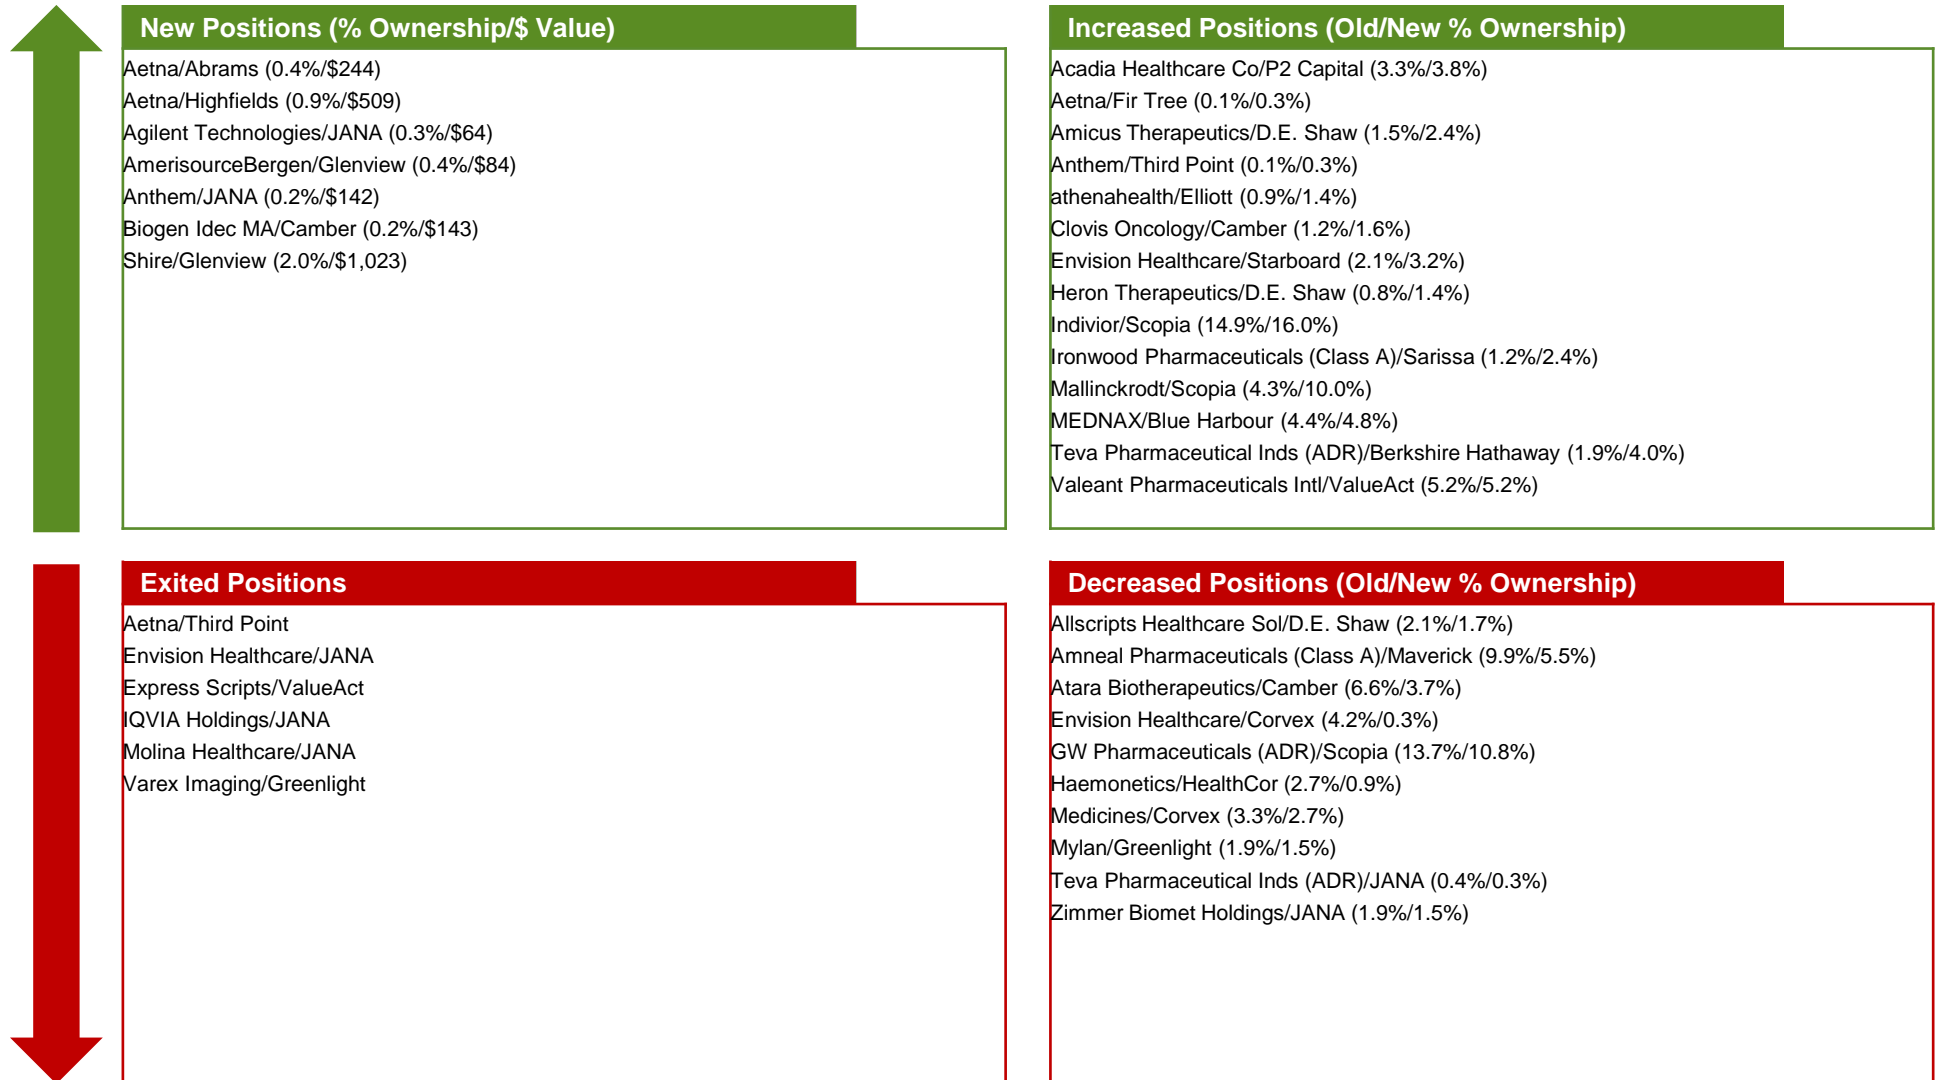 New Positions (% Ownership/$ Value)
Aetna/Abrams (0.4%/$244)
Aetna/Highfields (0.9%/$509)
Agilent Technologies/JANA (0.3%/$64)
AmerisourceBergen/Glenview (0.4%/$84)
Anthem/JANA (0.2%/$142)
Biogen Idec MA/Camber (0.2%/$143)
Shire/Glenview (2.0%/$1,023)
Increased Positions (Old/New % Ownership)
Acadia Healthcare Co/P2 Capital (3.3%/3.8%)
Aetna/Fir Tree (0.1%/0.3%)
Amicus Therapeutics/D.E. Shaw (1.5%/2.4%)
Anthem/Third Point (0.1%/0.3%)
athenahealth/Elliott (0.9%/1.4%)
Clovis Oncology/Camber (1.2%/1.6%)
Envision Healthcare/Starboard (2.1%/3.2%)
Heron Therapeutics/D.E. Shaw (0.8%/1.4%)
Indivior/Scopia (14.9%/16.0%)
Ironwood Pharmaceuticals (Class A)/Sarissa (1.2%/2.4%)
Mallinckrodt/Scopia (4.3%/10.0%)
MEDNAX/Blue Harbour (4.4%/4.8%)
Teva Pharmaceutical Inds (ADR)/Berkshire Hathaway (1.9%/4.0%)
Valeant Pharmaceuticals Intl/ValueAct (5.2%/5.2%)
Exited Positions
Aetna/Third Point
Envision Healthcare/JANA
Express Scripts/ValueAct
IQVIA Holdings/JANA
Molina Healthcare/JANA
Varex Imaging/Greenlight
Decreased Positions (Old/New % Ownership)
Allscripts Healthcare Sol/D.E. Shaw (2.1%/1.7%)
Amneal Pharmaceuticals (Class A)/Maverick (9.9%/5.5%)
Atara Biotherapeutics/Camber (6.6%/3.7%)
Envision Healthcare/Corvex (4.2%/0.3%)
GW Pharmaceuticals (ADR)/Scopia (13.7%/10.8%)
Haemonetics/HealthCor (2.7%/0.9%)
Medicines/Corvex (3.3%/2.7%)
Mylan/Greenlight (1.9%/1.5%)
Teva Pharmaceutical Inds (ADR)/JANA (0.4%/0.3%)
Zimmer Biomet Holdings/JANA (1.9%/1.5%)